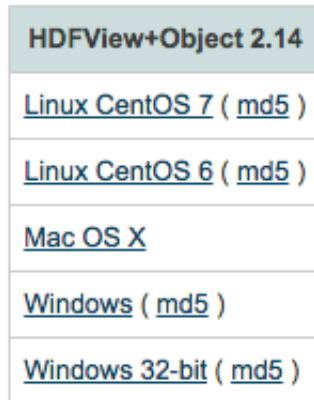 HDFView+Object 2.14
Linux CentOS 7 ( md5 )
Linux CentOS 6 ( md5 )
Mac OS X
Windows ( md5 )
Windows 32-bit ( md5 )